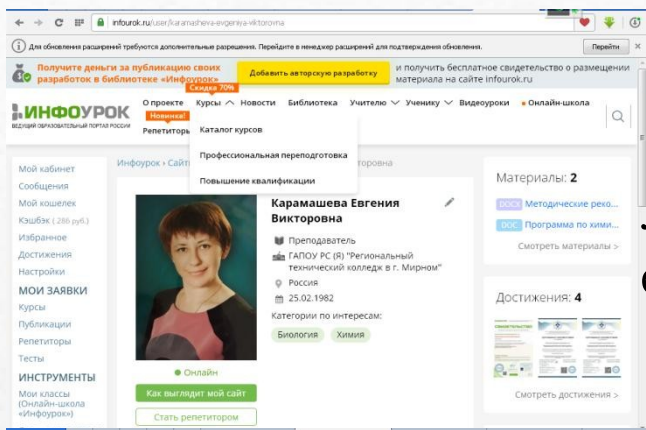 infourok.ru/user/karamasheva-evgeniya-viktorovna
Для обновления расширений требуются дополнительные разрешения. Перейдите в менеджер расширений для подтверждения обновления.
Перейти
Получите деньги за публикацию своих
разработок в библиотеке «Инфоурок»
Добавить авторскую разработку
и получить бесплатное свидетельство о размещении
материала на сайте infourok.ru
Скидка 70%
ИНФОУРОК
ВЕДУЩИЙ ОБРАЗОВАТЕЛЬНЫЙ ПОРТАЛ РОССИИ
О проекте Курсы Новости Библиотека Учителю Ученику Видеоуроки Онлайн-школа
Новинка!
Репетиторы
Каталог курсов
Профессиональная переподготовка
Повышение квалификации
Инфоурок › Сайт
торовна
Мой кабинет
Сообщения
Мой кошелек
Кэшбэк ( 286 руб.)
Избранное
Достижения
Настройки
МОИ ЗАЯВКИ
Курсы
Публикации
Репетиторы
Тесты
ИНСТРУМЕНТЫ
Мои классы
(Онлайн-школа
«Инфоурок»)
Онлайн
Как выглядит мой сайт
Стать репетитором
Карамашева Евгения
Викторовна
Преподаватель
ГАПОУ РС (Я) "Региональный
технический колледж в г. Мирном"
Россия
25.02.1982
Категории по интересам:
Биология Химия
Материалы: 2
DOCX Методические реко...
DOC Программа по хими...
Смотреть материалы >
Достижения: 4
Смотреть достижения >